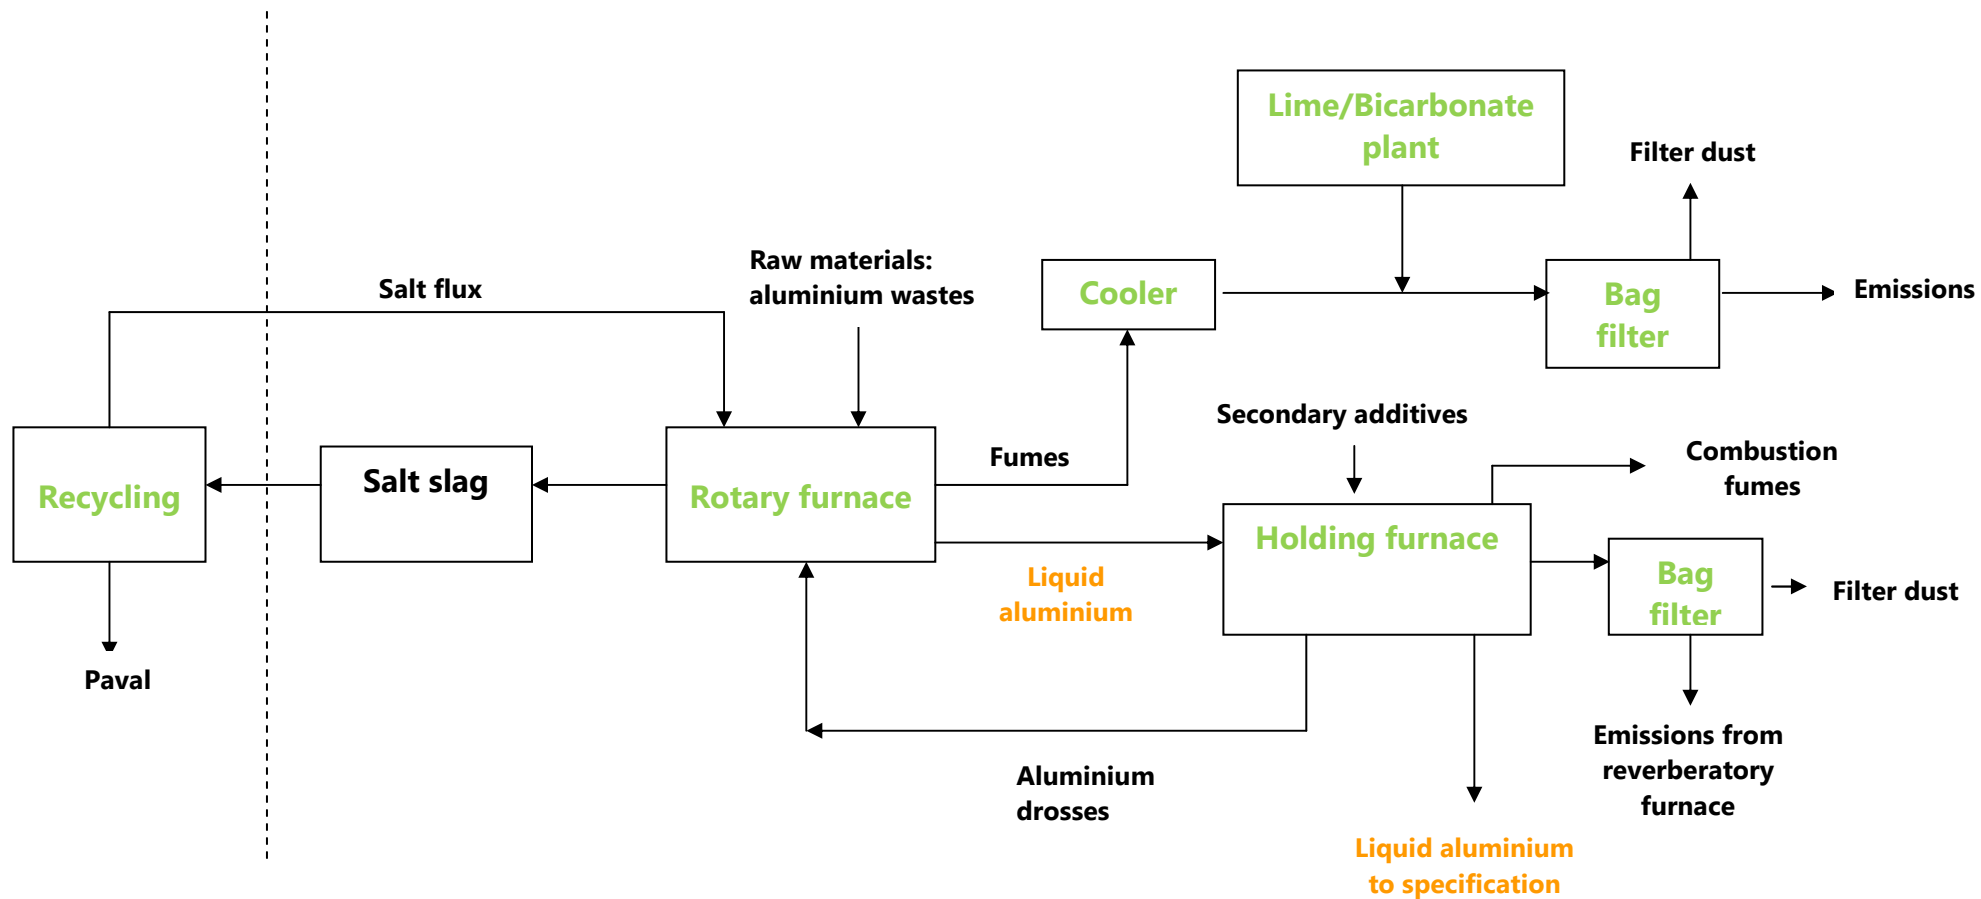 Lime/Bicarbonate
plant
Filter dust
Raw materials:
aluminium wastes
Salt flux
Cooler
Bag
filter
Emissions
Secondary additives
Combustion
fumes
Recycling
Salt slag
Rotary furnace
Fumes
Holding furnace
Liquid
aluminium
Bag
filter
Filter dust
Paval
Aluminium
drosses
Emissions from
reverberatory
furnace
Liquid aluminium
to specification